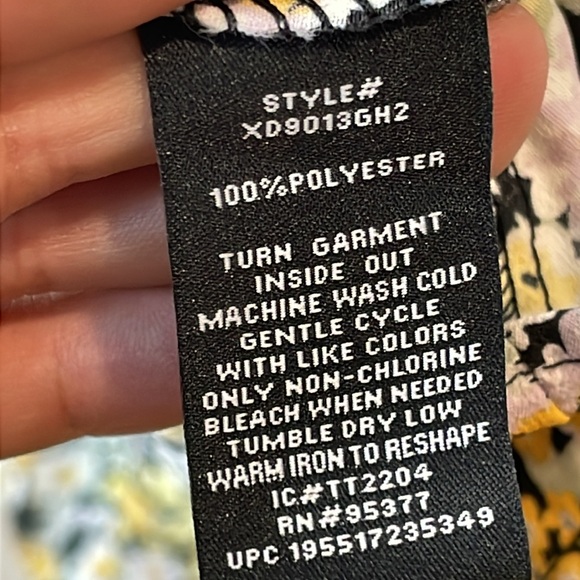 STYLE#
XD9013GH2
100%POLYESTER
TURN GARMENT
INSIDE OUT
MACHINE WASH COLD
GENTLE CYCLE
WITH LIKE COLORS
ONLY NON-CHLORINE
BLEACH WHEN NEEDED
TUMBLE DRY LOW
WARM IRON TO RESHAPE
IC#TT2204
RN#95377
UPC 195517235349